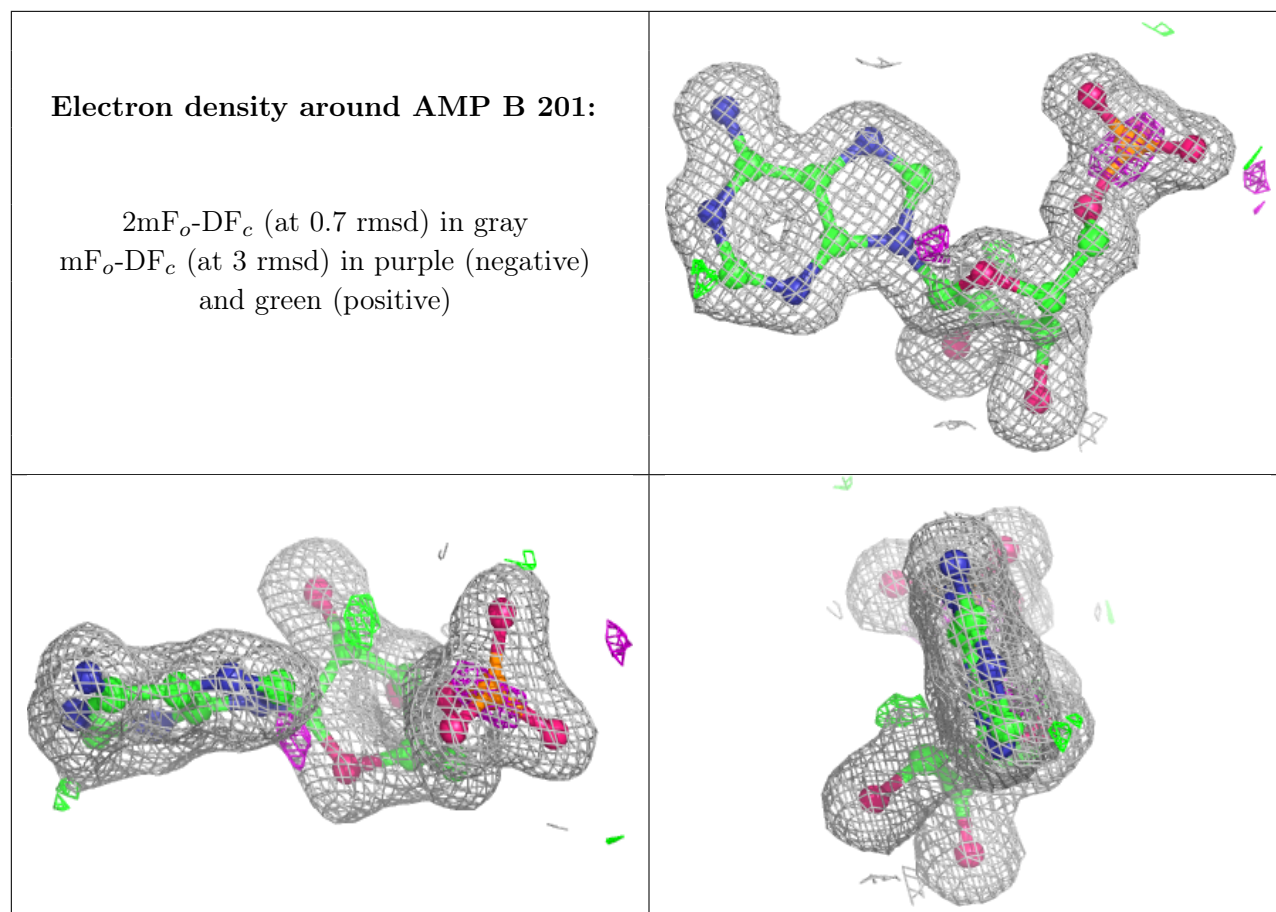 Electron density around AMP B 201:
2mFo-DFc (at 0.7 rmsd) in gray
mFo-DFc (at 3 rmsd) in purple (negative)
and green (positive)